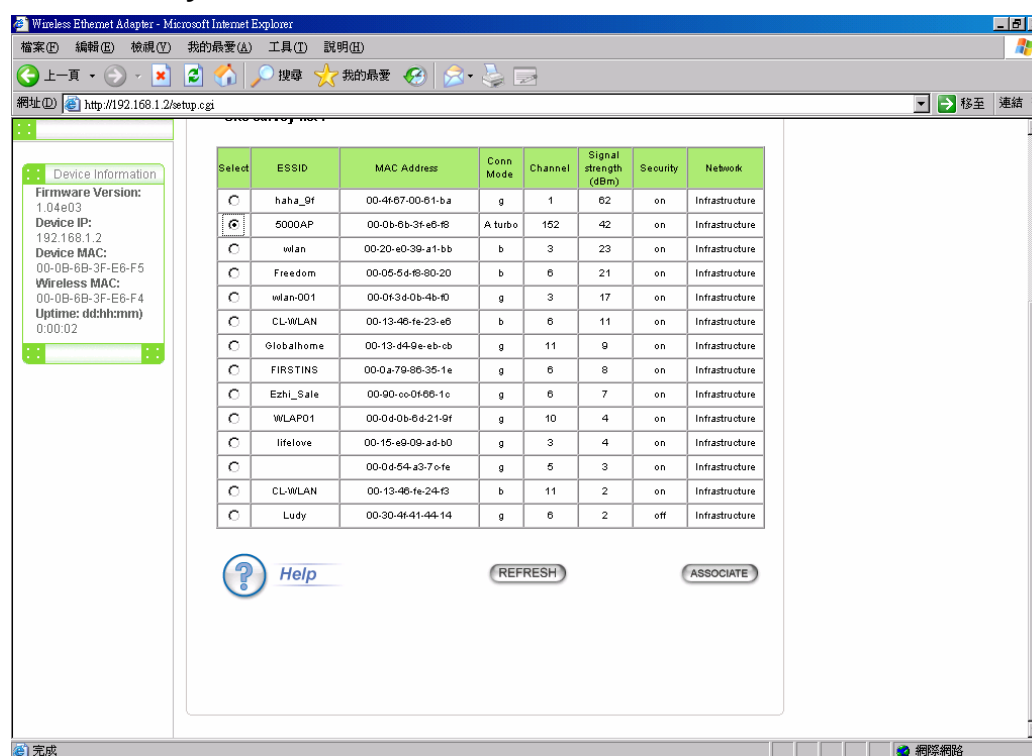 Wireless Ethernet Adapter - Microsoft Internet Explorer
檔案(F) 編輯(E) 檢視(V) 我的最愛(A) 工具(T) 說明(H)
上一頁 搜尋 我的最愛
網址(D) http://192.168.1.2/setup.cgi 移至 連結
Device Information
Firmware Version:
1.04e03
Device IP:
192.168.1.2
Device MAC:
00-0B-6B-3F-E6-F5
Wireless MAC:
00-0B-6B-3F-E6-F4
Uptime: dd:hh:mm)
0:00:02
Select ESSID MAC Address Conn Mode Channel Signal strength (dBm) Security Network
haha_9f 00-4f-67-00-61-ba g 1 62 on Infrastructure
5000AP 00-0b-6b-3f-e6-f8 A turbo 152 42 on Infrastructure
wlan 00-20-e0-39-a1-bb b 3 23 on Infrastructure
Freedom 00-05-5d-f8-80-20 b 6 21 on Infrastructure
wlan-001 00-0f-3d-0b-4b-f0 g 3 17 on Infrastructure
CL-WLAN 00-13-46-fe-23-e6 b 6 11 on Infrastructure
Globalhome 00-13-d4-9e-eb-cb g 11 9 on Infrastructure
FIRSTINS 00-0a-79-86-35-1e g 6 8 on Infrastructure
Ezhi_Sale 00-90-cc-0f-66-1c g 6 7 on Infrastructure
WLAP01 00-0d-0b-6d-21-9f g 10 4 on Infrastructure
lifelove 00-15-e9-09-ad-b0 g 3 4 on Infrastructure
00-0d-54-a3-7c-fe g 5 3 on Infrastructure
CL-WLAN 00-13-46-fe-24-f3 b 11 2 on Infrastructure
Ludy 00-30-4f-41-44-14 g 6 2 off Infrastructure
Help REFRESH ASSOCIATE
完成 網際網路